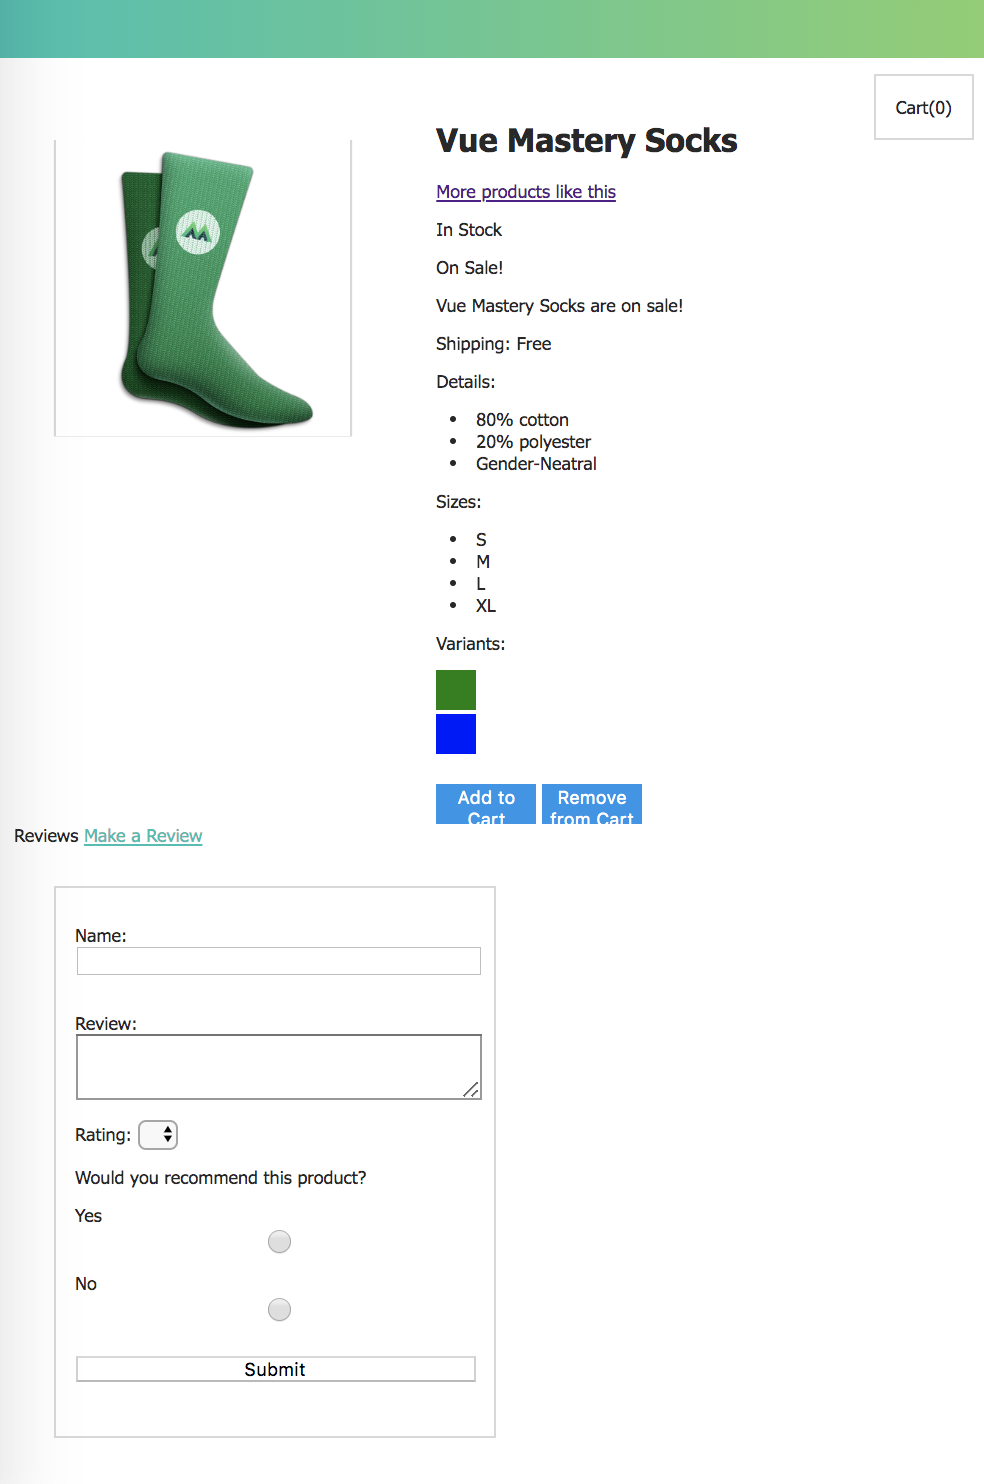 Cart(0)
Vue Mastery Socks
More products like this
In Stock
On Sale!
Vue Mastery Socks are on sale!
Shipping: Free
Details:
80% cotton
20% polyester
Gender-Neatral
Sizes:
S
M
L
XL
Variants:
Add to Cart
Remove from Cart
Reviews Make a Review
Name:
Review:
Rating:
Would you recommend this product?
Yes
No
Submit